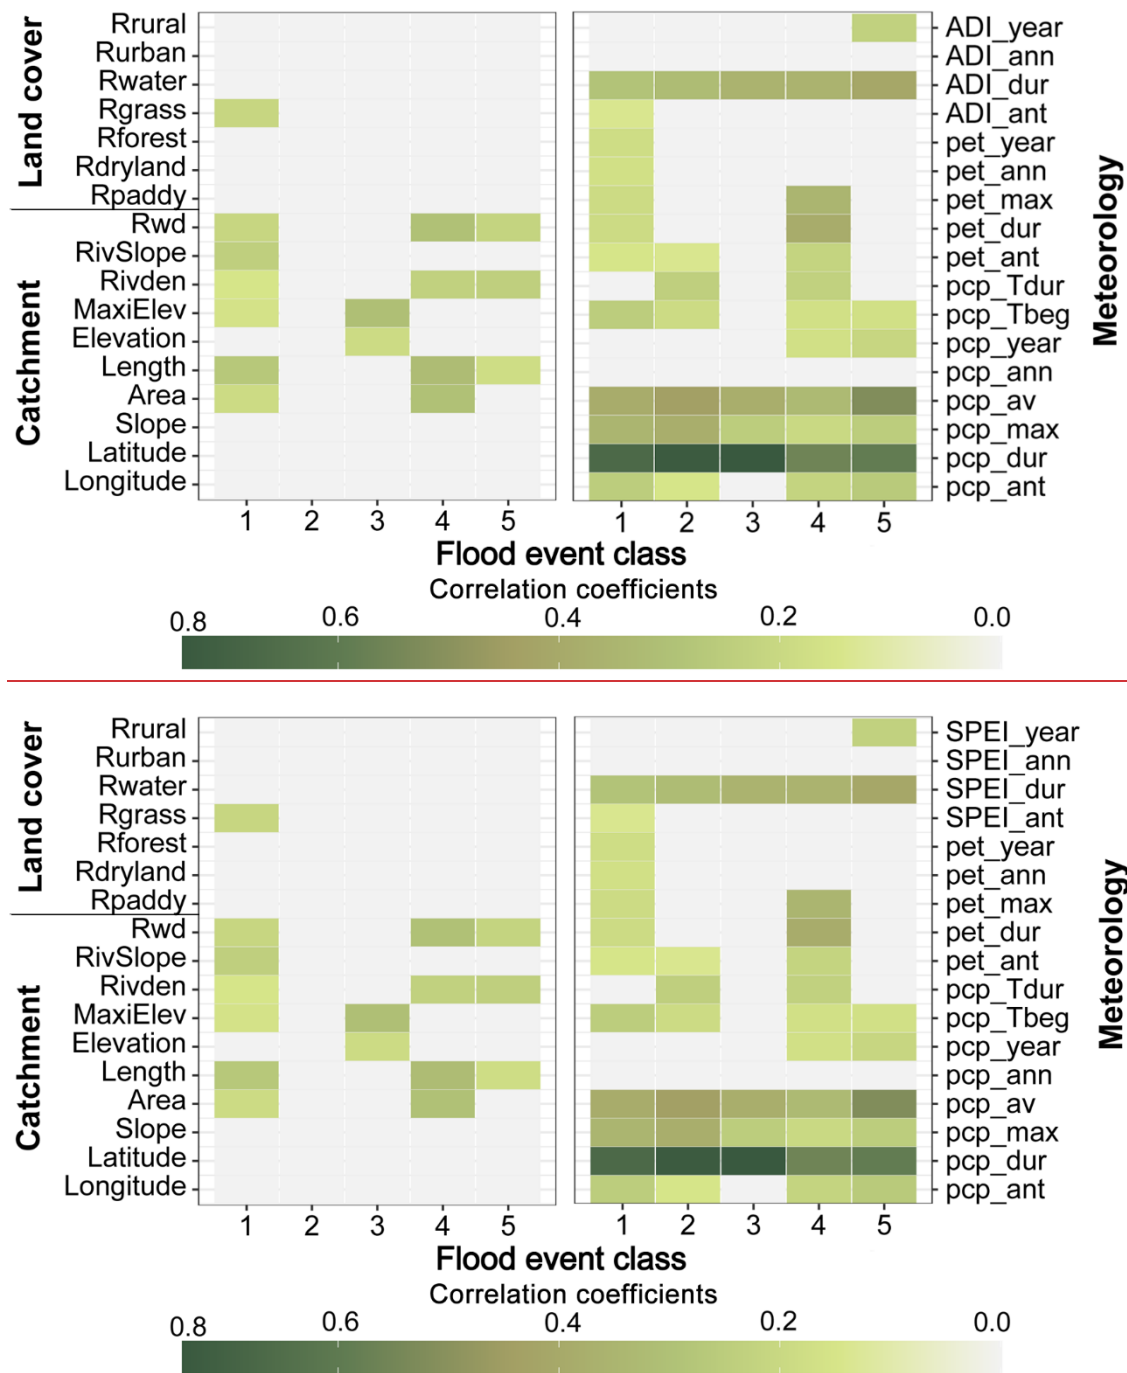 Land cover
Catchment
Rrural
Rurban
Rwater
Rgrass
Rforest
Rdryland
Rpaddy
Rwd
RivSlope
Rivden
MaxiElev
Elevation
Length
Area
Slope
Latitude
Longitude
ADI_year
ADI_ann
ADI_dur
ADI_ant
pet_year
pet_ann
pet_max
pet_dur
pet_ant
pcp_Tdur
pcp_Tbeg
pcp_year
pcp_ann
pcp_av
pcp_max
pcp_dur
pcp_ant
Meteorology
1 2 3 4 5 1 2 3 4 5
Flood event class
Correlation coefficients
0.8 0.6 0.4 0.2 0.0
Land cover
Catchment
Rrural
Rurban
Rwater
Rgrass
Rforest
Rdryland
Rpaddy
Rwd
RivSlope
Rivden
MaxiElev
Elevation
Length
Area
Slope
Latitude
Longitude
SPEI_year
SPEI_ann
SPEI_dur
SPEI_ant
pet_year
pet_ann
pet_max
pet_dur
pet_ant
pcp_Tdur
pcp_Tbeg
pcp_year
pcp_ann
pcp_av
pcp_max
pcp_dur
pcp_ant
Meteorology
1 2 3 4 5 1 2 3 4 5
Flood event class
Correlation coefficients
0.8 0.6 0.4 0.2 0.0